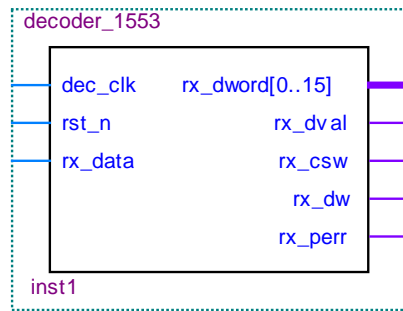 decoder_1553
dec_clk rx_dword[0..15]
rst_n rx_dval
rx_data rx_csw
rx_dw
rx_perr
inst1